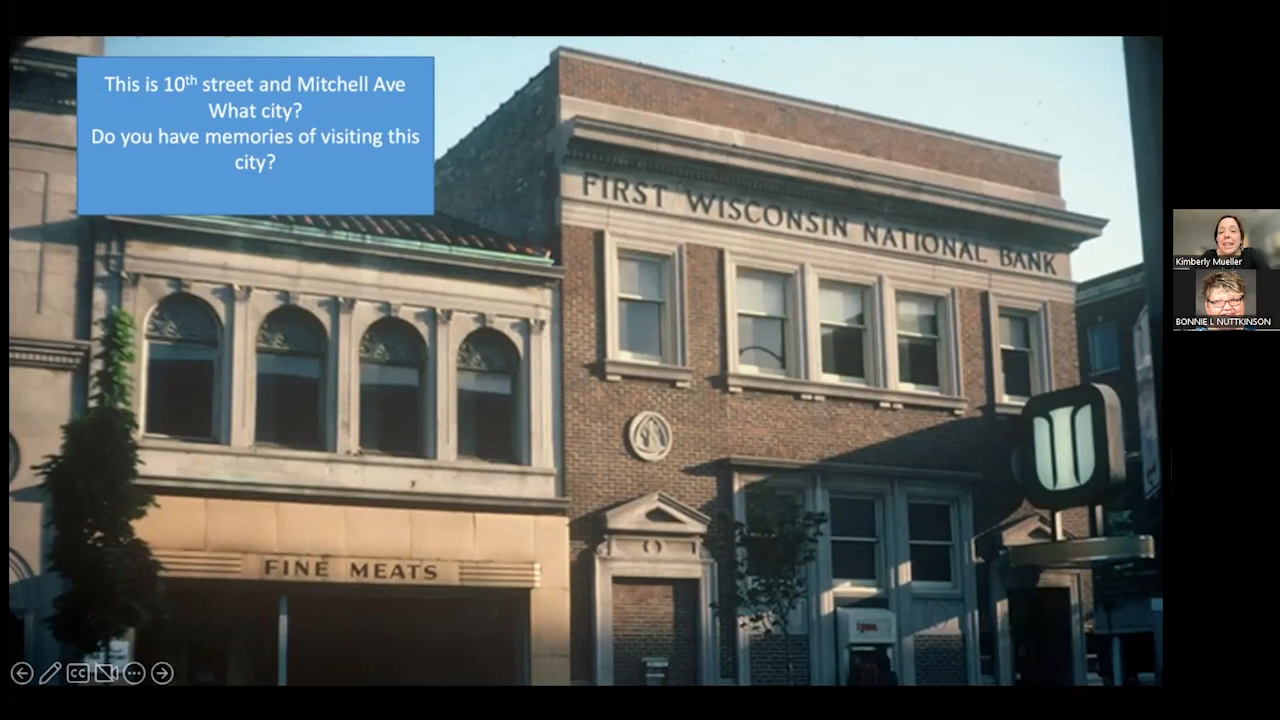 This is 10th street and Mitchell Ave
What city?
Do you have memories of visiting this
city?
FIRST WISCONSIN NATIONAL BANK
FINE MEATS
Kimberly Mueller
BONNIE L NUTTKINSON
CC